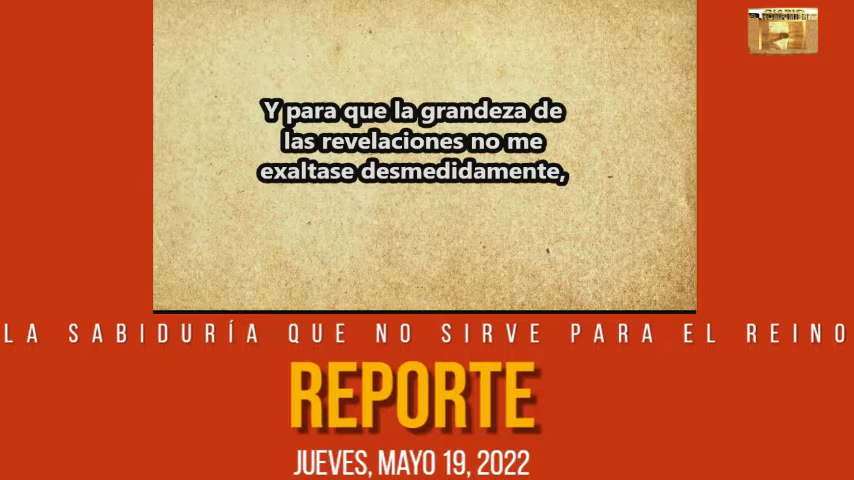 DIARIO
Y para que la grandeza de
las revelaciones no me
exaltase desmedidamente,
LA SABIDURÍA QUE NO SIRVE PARA EL REINO
REPORTE
JUEVES, MAYO 19, 2022